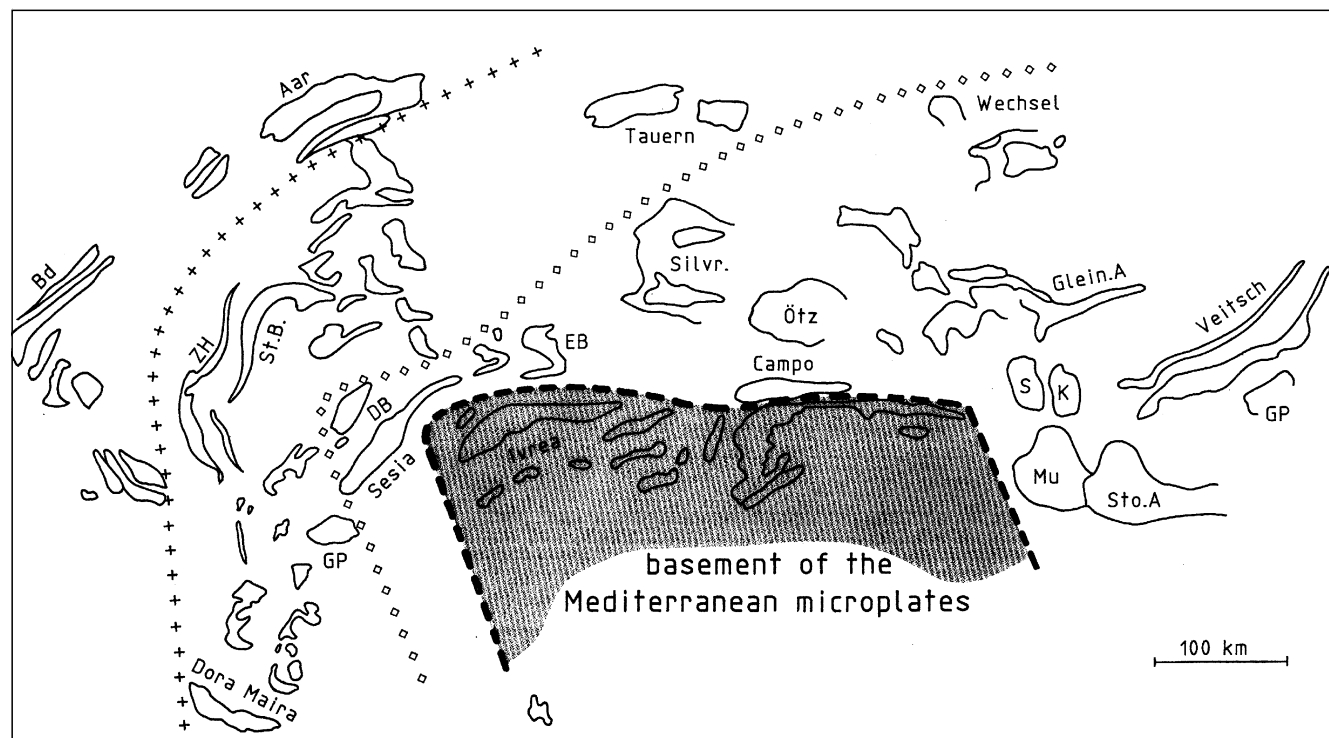 Aar
Tauern
Wechsel
Bd
ZH
St.B.
Silvr.
Ötz
Glein.A
Veitsch
EB
Campo
DB
S
K
GP
Sesia
Ivrea
Mu
Sto.A
GP
basement of the
Mediterranean microplates
Dora Maira
100 km